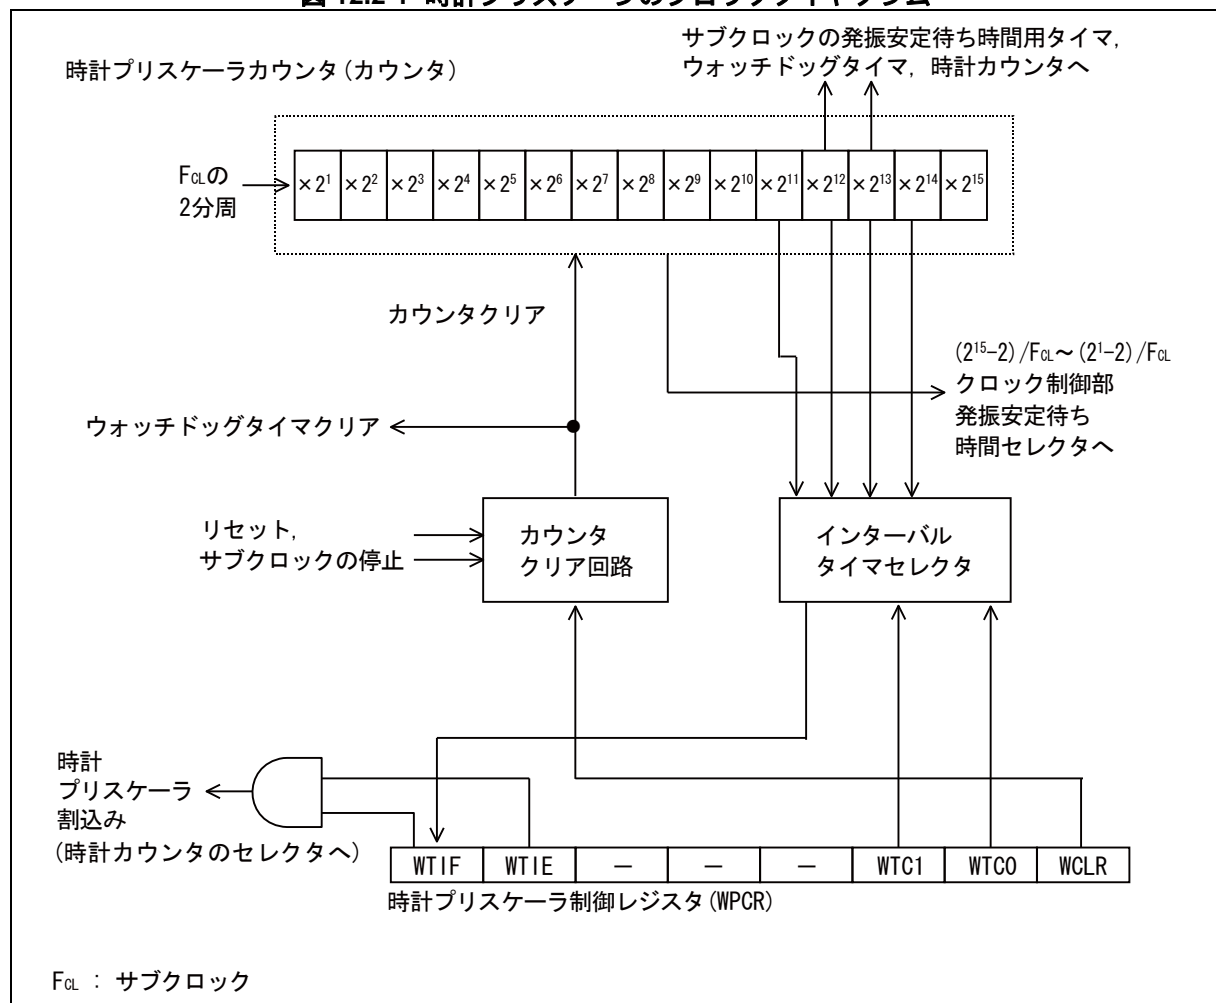 サブクロックの発振安定待ち時間用タイマ,
ウォッチドッグタイマ, 時計カウンタへ
時計プリスケーラカウンタ(カウンタ)
FCLの
2分周
×2¹ ×2² ×2³ ×2⁴ ×2⁵ ×2⁶ ×2⁷ ×2⁸ ×2⁹ ×2¹⁰ ×2¹¹ ×2¹² ×2¹³ ×2¹⁴ ×2¹⁵
カウンタクリア
(2¹⁵-2)/FCL~(2¹-2)/FCL
クロック制御部
発振安定待ち
時間セレクタへ
ウォッチドッグタイマクリア
リセット,
サブクロックの停止
カウンタ
クリア回路
インターバル
タイマセレクタ
時計
プリスケーラ
割込み
(時計カウンタのセレクタへ)
WTIF WTIE — — — WTC1 WTC0 WCLR
時計プリスケーラ制御レジスタ(WPCR)
FCL : サブクロック